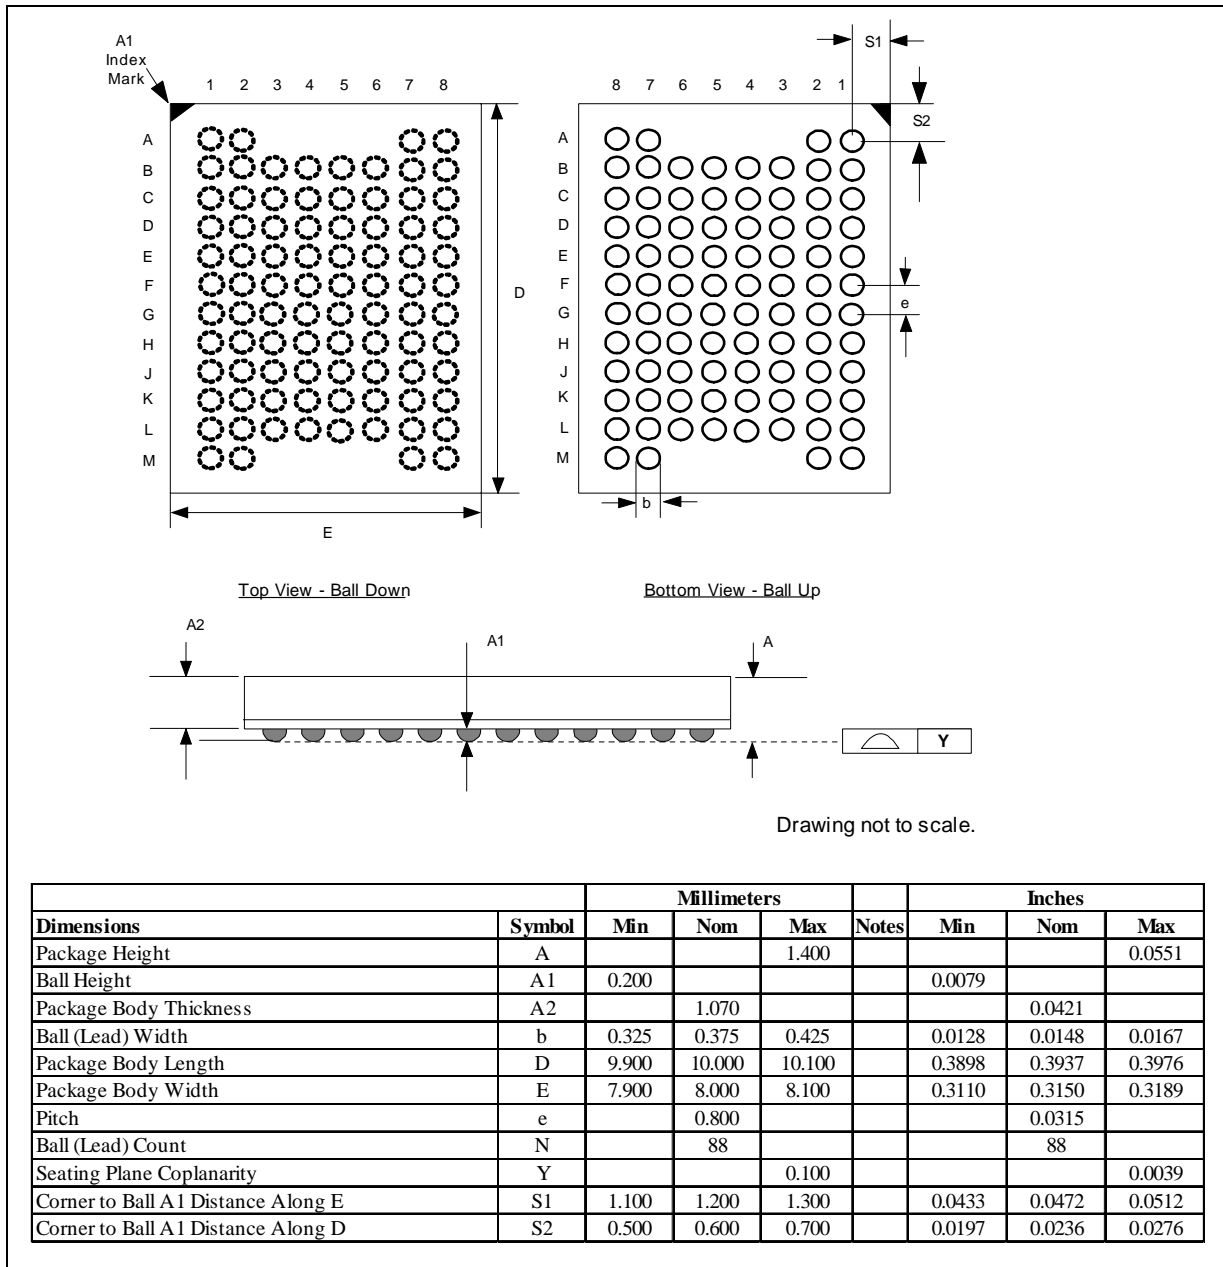 A1
Index
Mark
1 2 3 4 5 6 7 8
A
B
C
D
E
F
G
H
J
K
L
M
D
E
8 7 6 5 4 3 2 1
S1
S2
A
B
C
D
E
F
G
H
J
K
L
M
e
b
Top View - Ball Down
Bottom View - Ball Up
A2
A1
A
Y
Drawing not to scale.
Millimeters Inches
Dimensions Symbol Min Nom Max Notes Min Nom Max
Package Height A 1.400 0.0551
Ball Height A1 0.200 0.0079
Package Body Thickness A2 1.070 0.0421
Ball (Lead) Width b 0.325 0.375 0.425 0.0128 0.0148 0.0167
Package Body Length D 9.900 10.000 10.100 0.3898 0.3937 0.3976
Package Body Width E 7.900 8.000 8.100 0.3110 0.3150 0.3189
Pitch e 0.800 0.0315
Ball (Lead) Count N 88 88
Seating Plane Coplanarity Y 0.100 0.0039
Corner to Ball A1 Distance Along E S1 1.100 1.200 1.300 0.0433 0.0472 0.0512
Corner to Ball A1 Distance Along D S2 0.500 0.600 0.700 0.0197 0.0236 0.0276